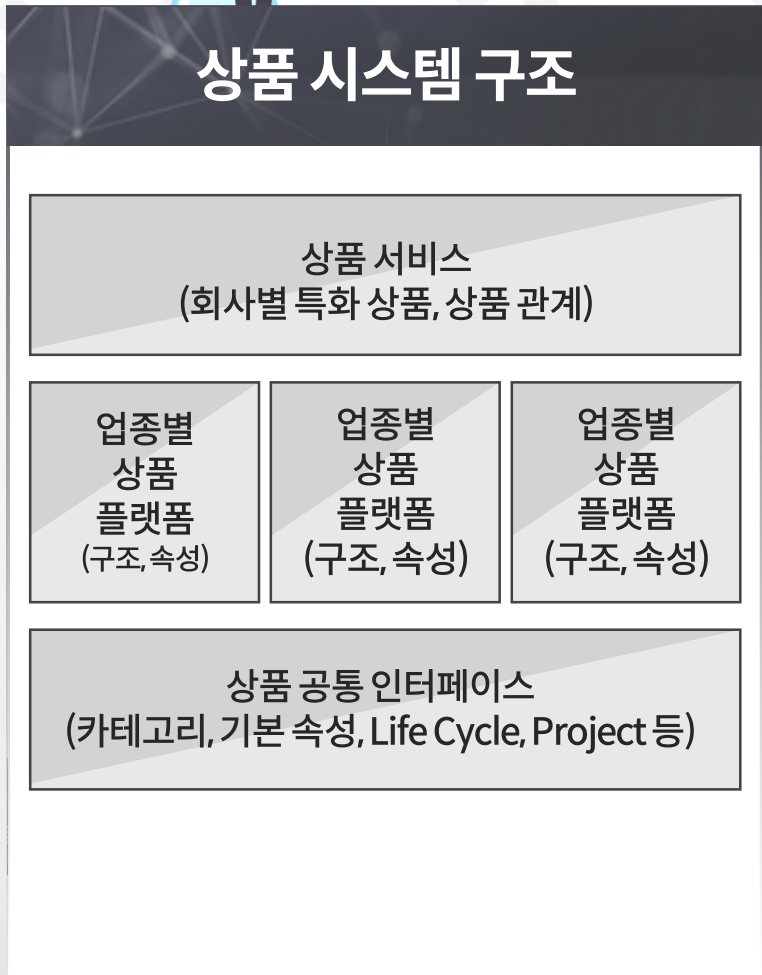 상품 시스템 구조
상품 서비스
(회사별 특화 상품, 상품 관계)
업종별
상품
플랫폼
(구조, 속성)
업종별
상품
플랫폼
(구조, 속성)
업종별
상품
플랫폼
(구조, 속성)
상품 공통 인터페이스
(카테고리, 기본 속성, Life Cycle, Project 등)